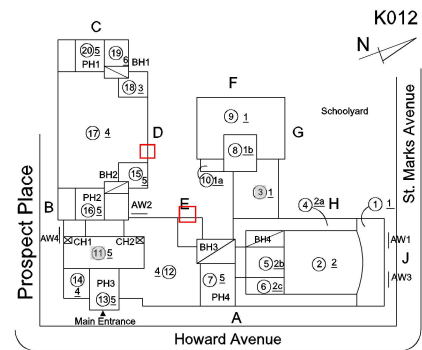 K012
N
C
20 5
19
6
PH1
BH1
18 3
F
9 1
Schoolyard
St. Marks Avenue
17 4
D
G
8 1b
BH2
15
5
10 1a
3 1
PH2
16 5
AW2
B
E
4 2a
H
1
1
AW4
CH1
CH2
BH3
BH4
AW1
J
11 5
4 12
5 2b
2 2
AW3
14
4
PH3
13 5
7 5
6 2c
PH4
Main Entrance
A
Prospect Place
Howard Avenue